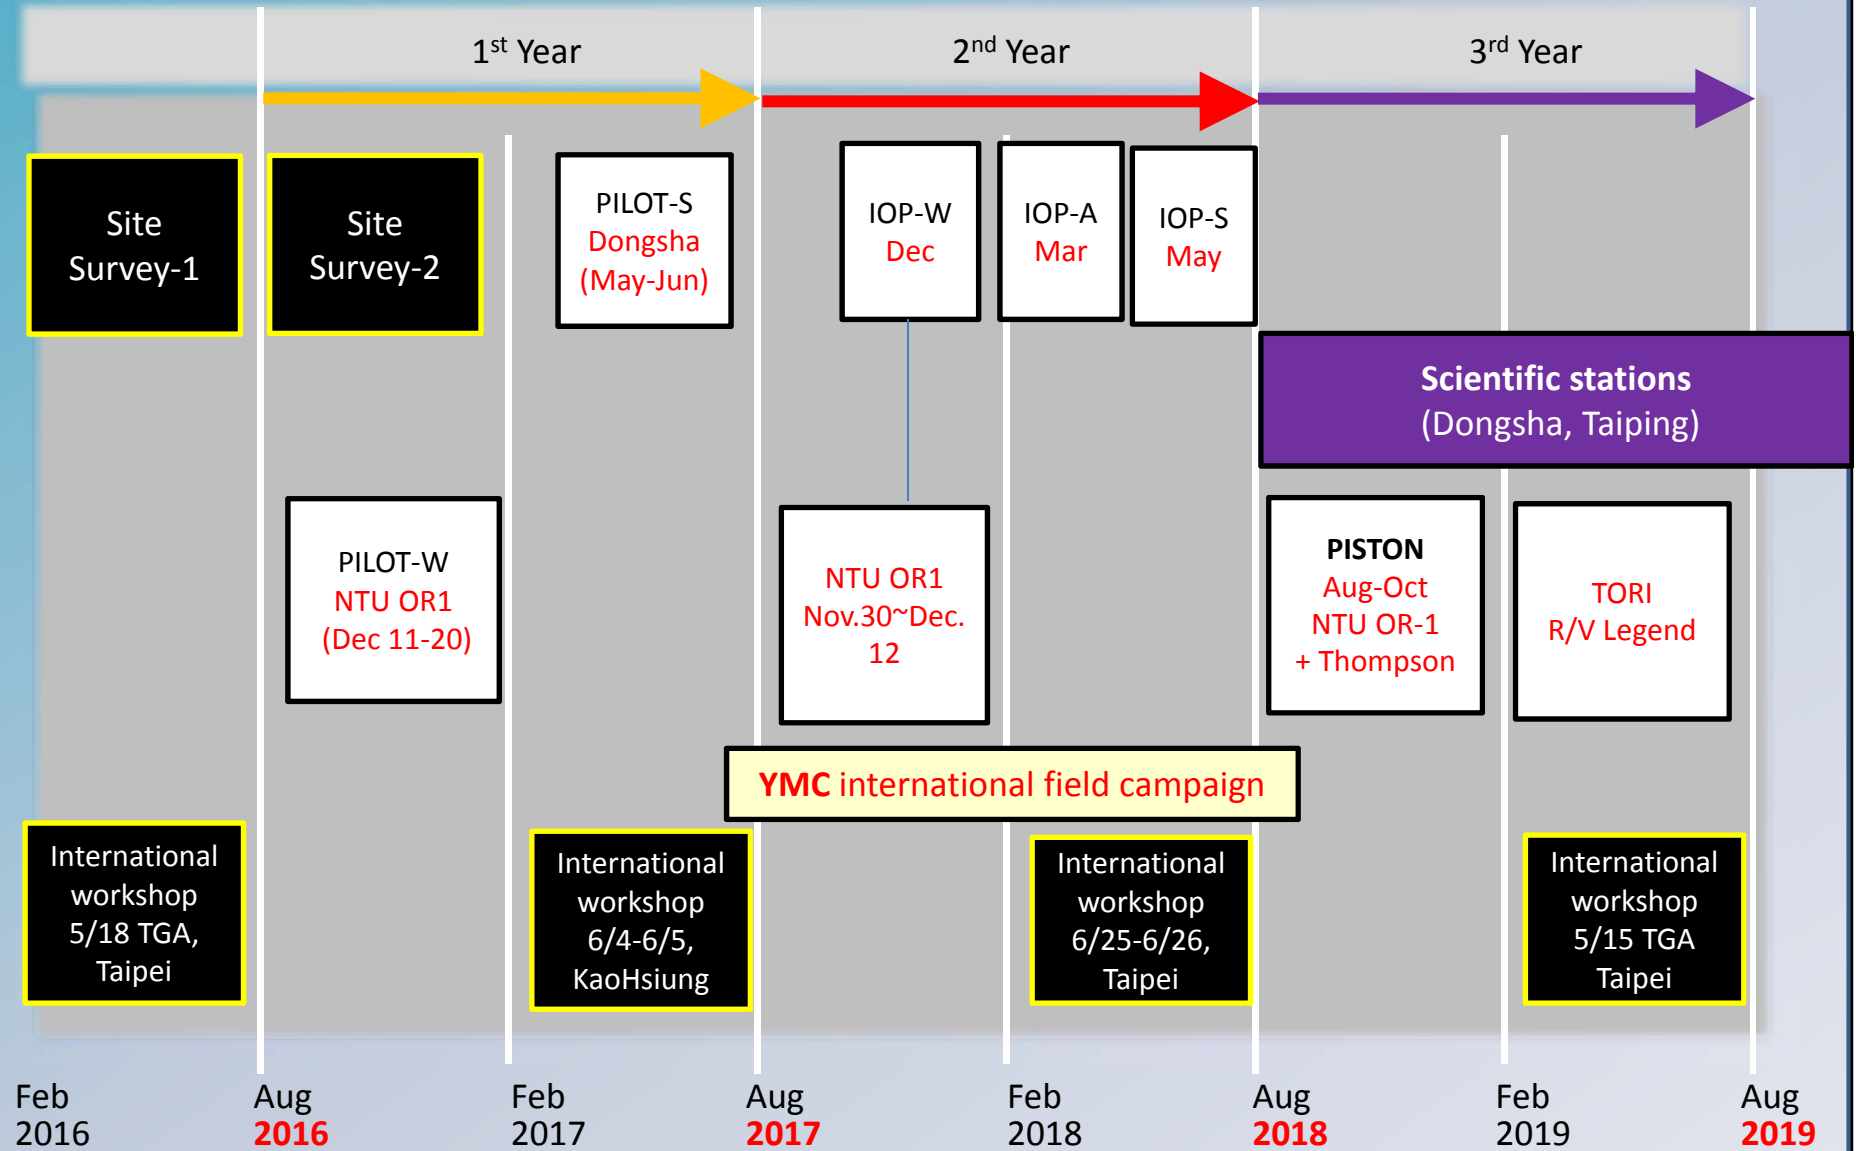 1st Year
2nd Year
3rd Year
Site
Survey-1
Site
Survey-2
PILOT-S
Dongsha
(May-Jun)
IOP-W
Dec
IOP-A
Mar
IOP-S
May
Scientific stations
(Dongsha, Taiping)
PILOT-W
NTU OR1
(Dec 11-20)
NTU OR1
Nov.30~Dec.
12
PISTON
Aug-Oct
NTU OR-1
+ Thompson
TORI
R/V Legend
YMC international field campaign
International
workshop
5/18 TGA,
Taipei
International
workshop
6/4-6/5,
KaoHsiung
International
workshop
6/25-6/26,
Taipei
International
workshop
5/15 TGA
Taipei
Feb
2016
Aug
2016
Feb
2017
Aug
2017
Feb
2018
Aug
2018
Feb
2019
Aug
2019